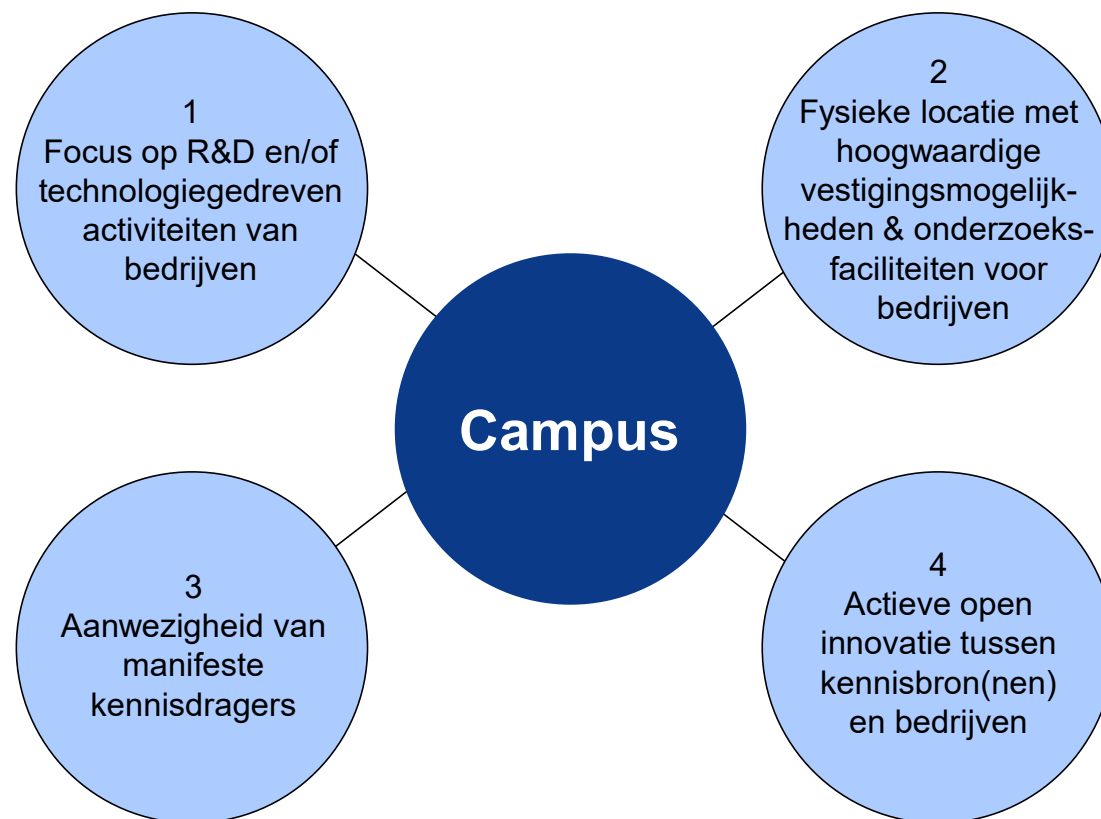 1
Focus op R&D en/of
technologiegedreven
activiteiten van
bedrijven
2
Fysieke locatie met
hoogwaardige
vestigingsmogelijk-
heden & onderzoeks-
faciliteiten voor
bedrijven
Campus
3
Aanwezigheid van
manifeste
kennisdragers
4
Actieve open
innovatie tussen
kennisbron(nen)
en bedrijven